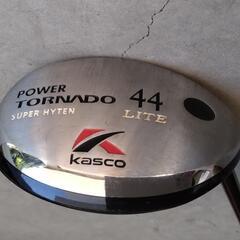 POWER
TORNADO 44
SUPER HYTEN LITE
Kasco